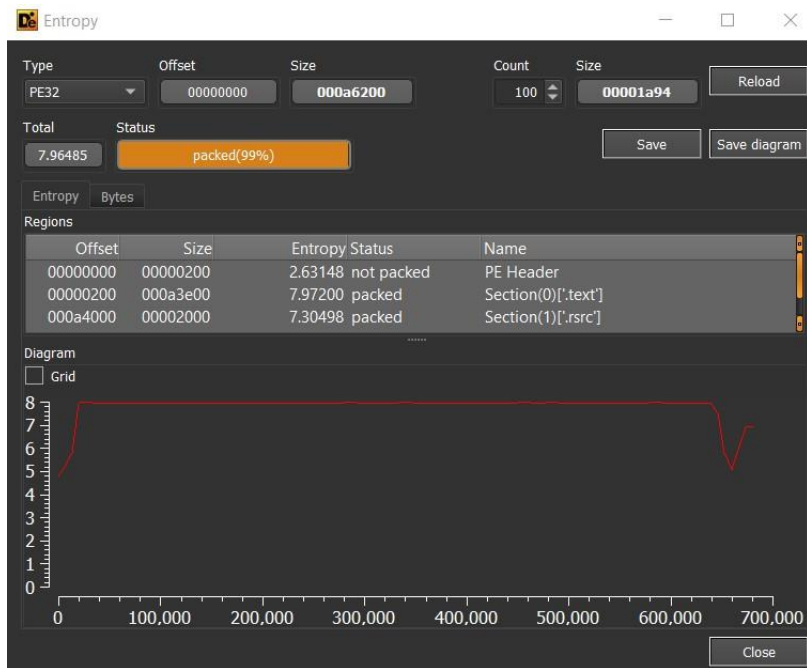 De Entropy
Type Offset Size Count Size
PE32 00000000 000a6200 100 00001a94 Reload
Total Status
7.96485 packed(99%) Save Save diagram
Entropy Bytes
Regions
Offset Size Entropy Status Name
00000000 00000200 2.63148 not packed PE Header
00000200 000a3e00 7.97200 packed Section(0)['.text']
000a4000 00002000 7.30498 packed Section(1)['.rsrc']
Diagram
Grid
8
7
6
5
4
3
2
1
0
0 100,000 200,000 300,000 400,000 500,000 600,000 700,000
Close